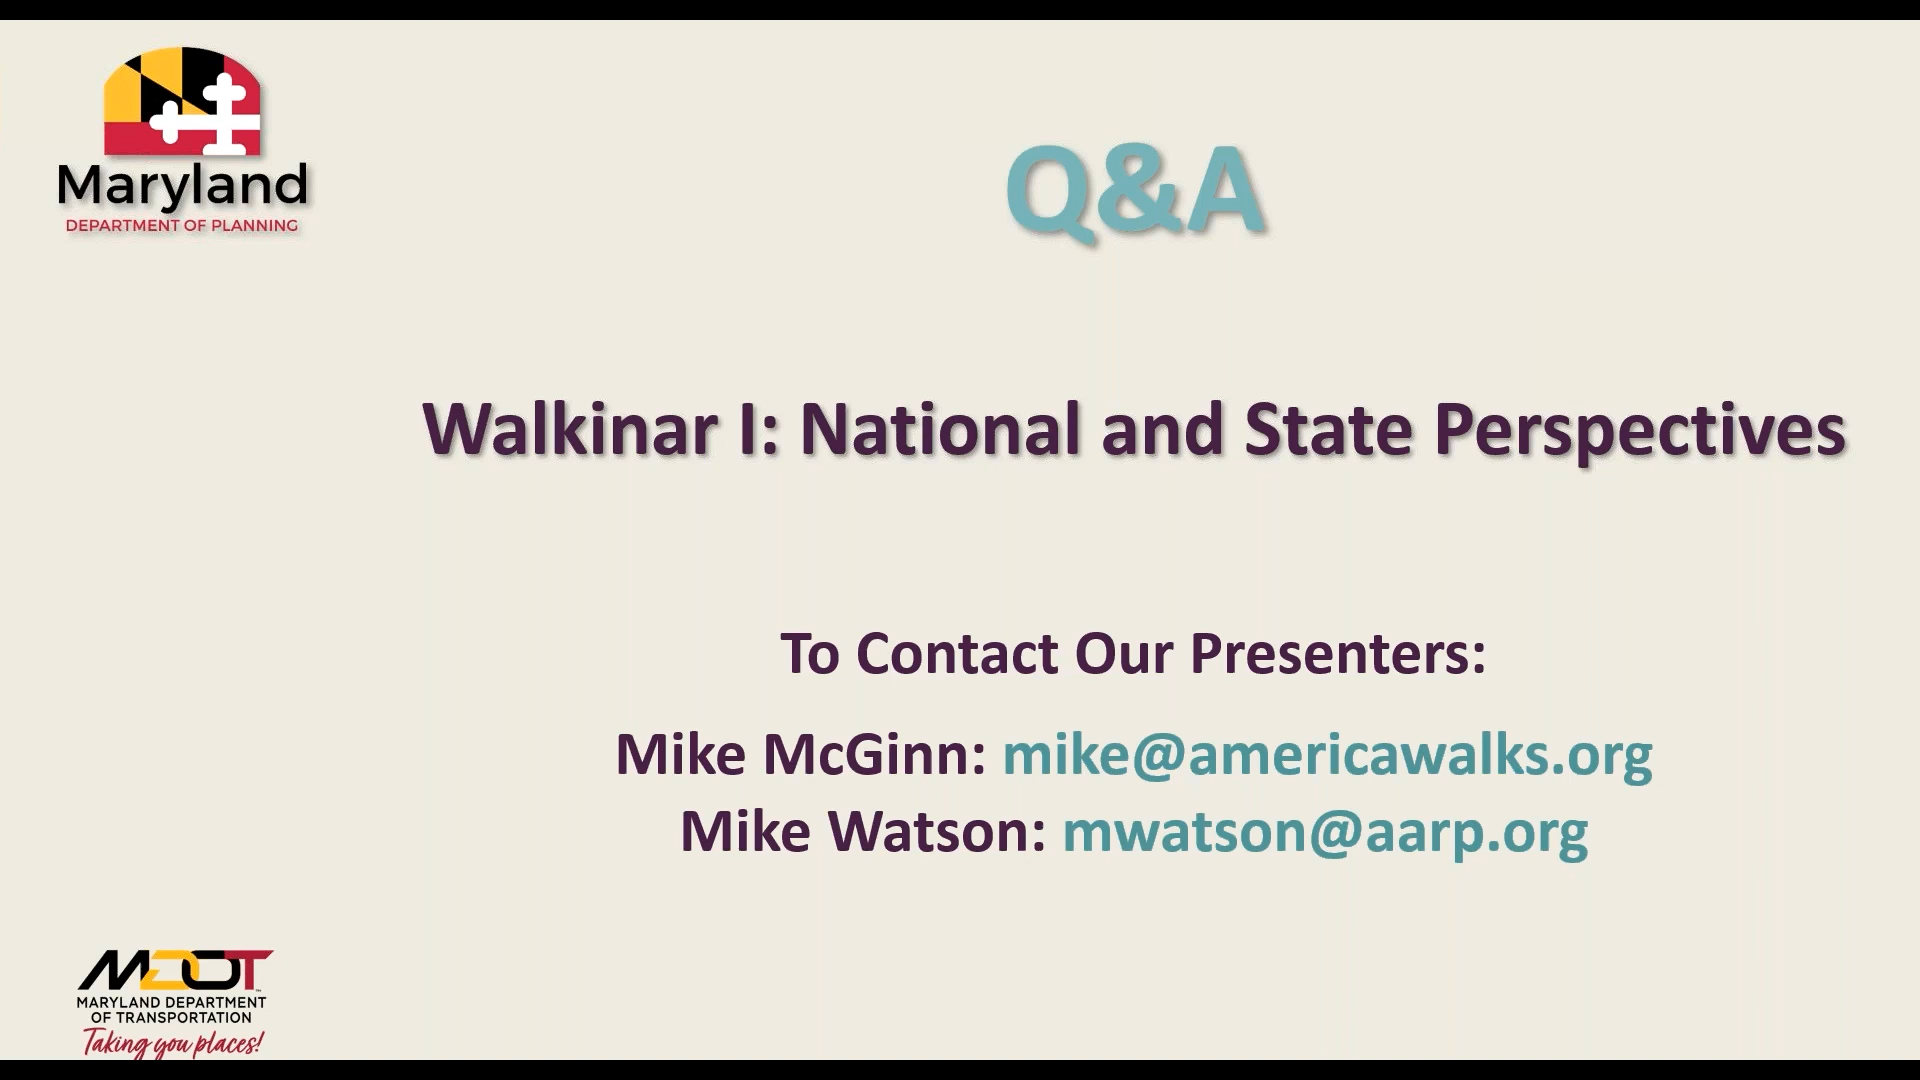 Maryland
DEPARTMENT OF PLANNING
Q&A
Walkinar I: National and State Perspectives
To Contact Our Presenters:
Mike McGinn: mike@americawalks.org
Mike Watson: mwatson@aarp.org
MDOT
MARYLAND DEPARTMENT
OF TRANSPORTATION
Taking you places!